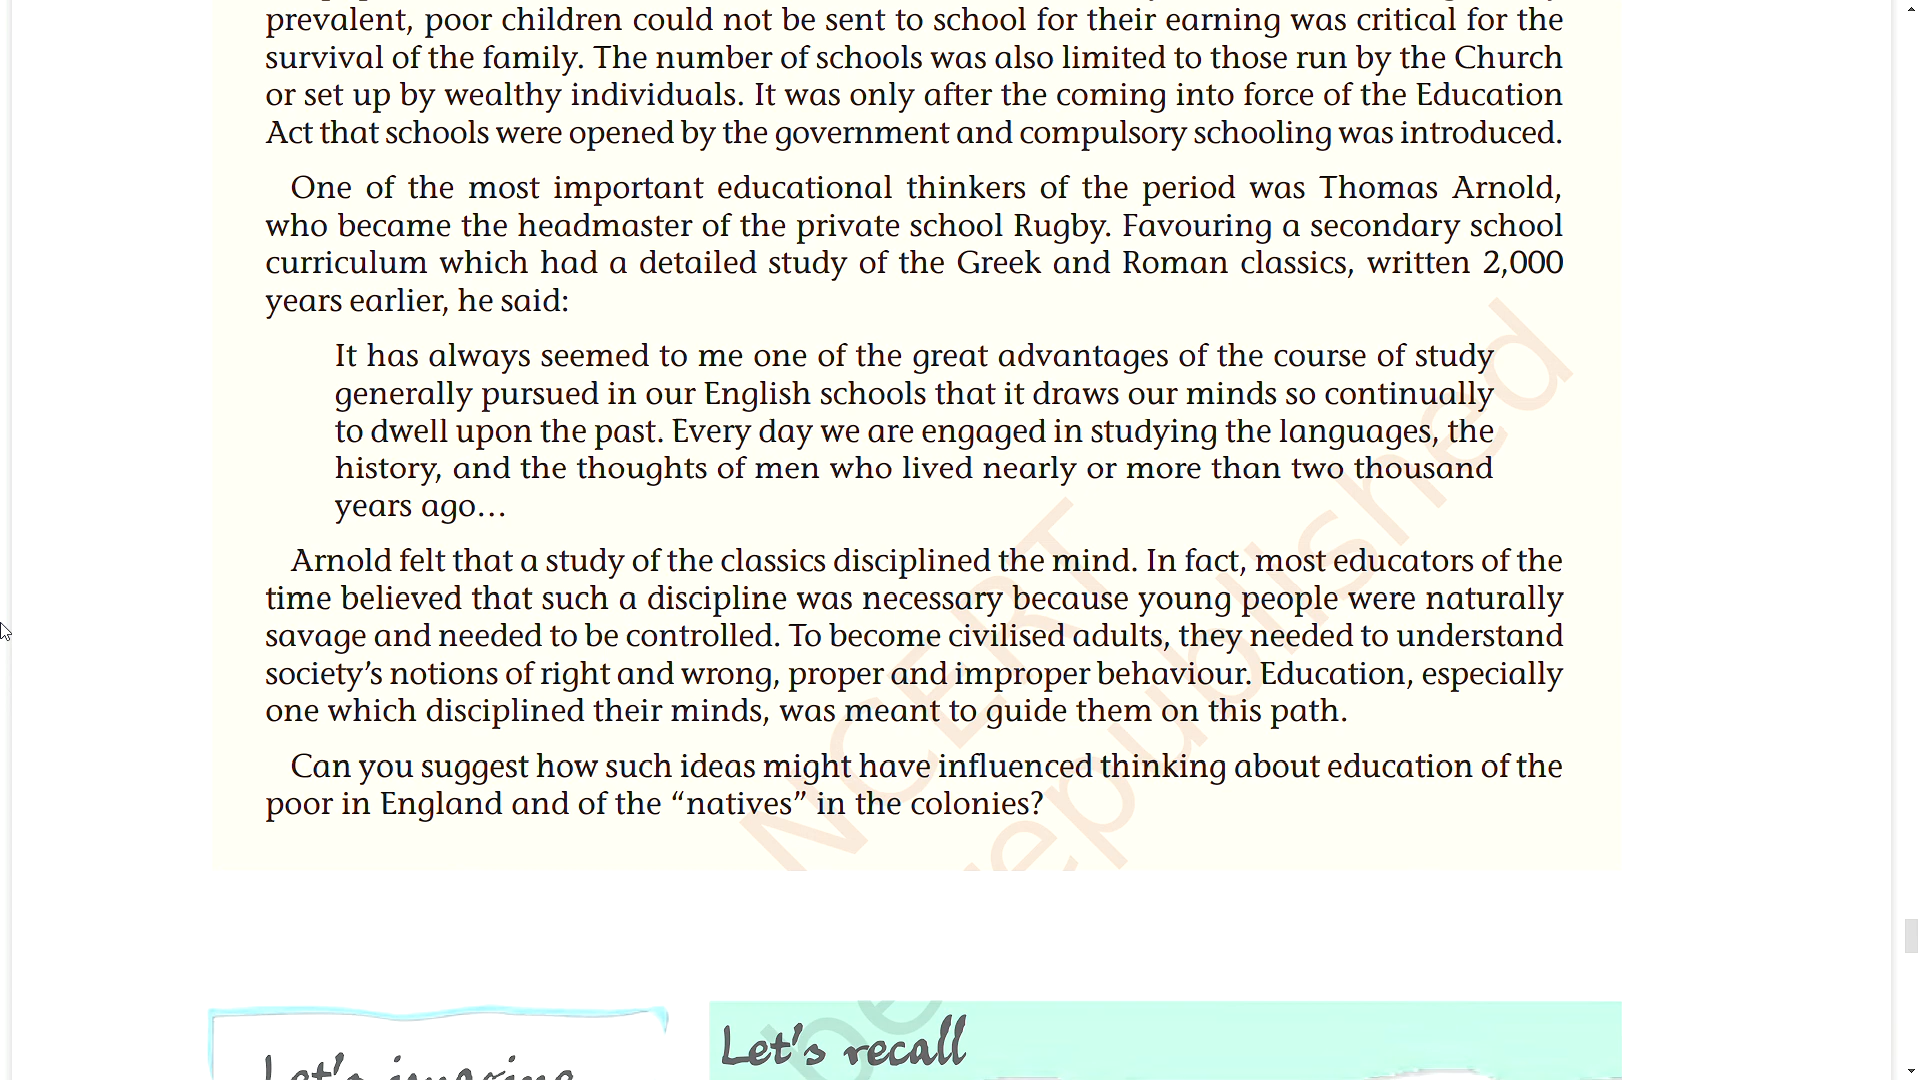 prevalent, poor children could not be sent to school for their earning was critical for the
survival of the family. The number of schools was also limited to those run by the Church
or set up by wealthy individuals. It was only after the coming into force of the Education
Act that schools were opened by the government and compulsory schooling was introduced.
One of the most important educational thinkers of the period was Thomas Arnold,
who became the headmaster of the private school Rugby. Favouring a secondary school
curriculum which had a detailed study of the Greek and Roman classics, written 2,000
years earlier, he said:
It has always seemed to me one of the great advantages of the course of study
generally pursued in our English schools that it draws our minds so continually
to dwell upon the past. Every day we are engaged in studying the languages, the
history, and the thoughts of men who lived nearly or more than two thousand
years ago…
Arnold felt that a study of the classics disciplined the mind. In fact, most educators of the
time believed that such a discipline was necessary because young people were naturally
savage and needed to be controlled. To become civilised adults, they needed to understand
society’s notions of right and wrong, proper and improper behaviour. Education, especially
one which disciplined their minds, was meant to guide them on this path.
Can you suggest how such ideas might have influenced thinking about education of the
poor in England and of the “natives” in the colonies?
NCERT
republished
be
Let’s recall